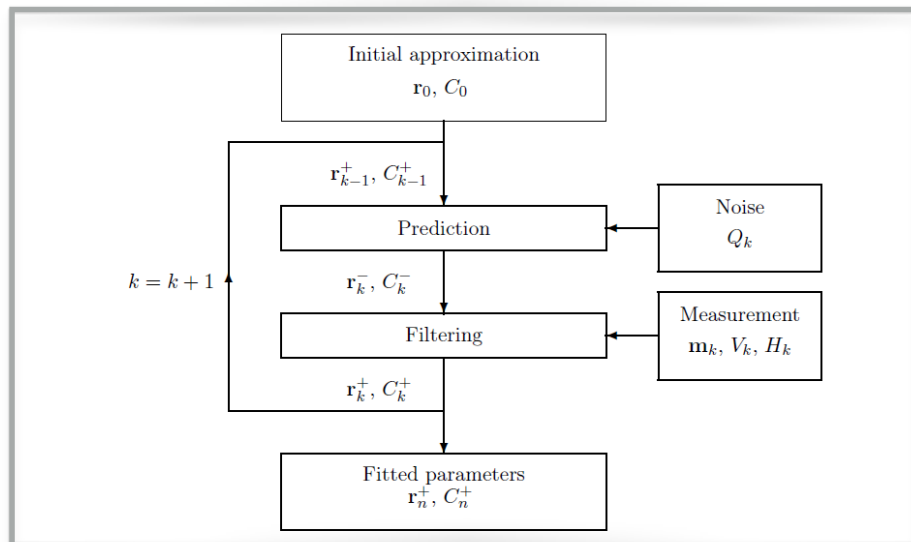 Initial approximation
r₀, C₀
r⁺ₖ₋₁, C⁺ₖ₋₁
Prediction
Noise
Qₖ
k = k + 1
r⁻ₖ, C⁻ₖ
Filtering
Measurement
mₖ, Vₖ, Hₖ
r⁺ₖ, C⁺ₖ
Fitted parameters
r⁺ₙ, C⁺ₙ